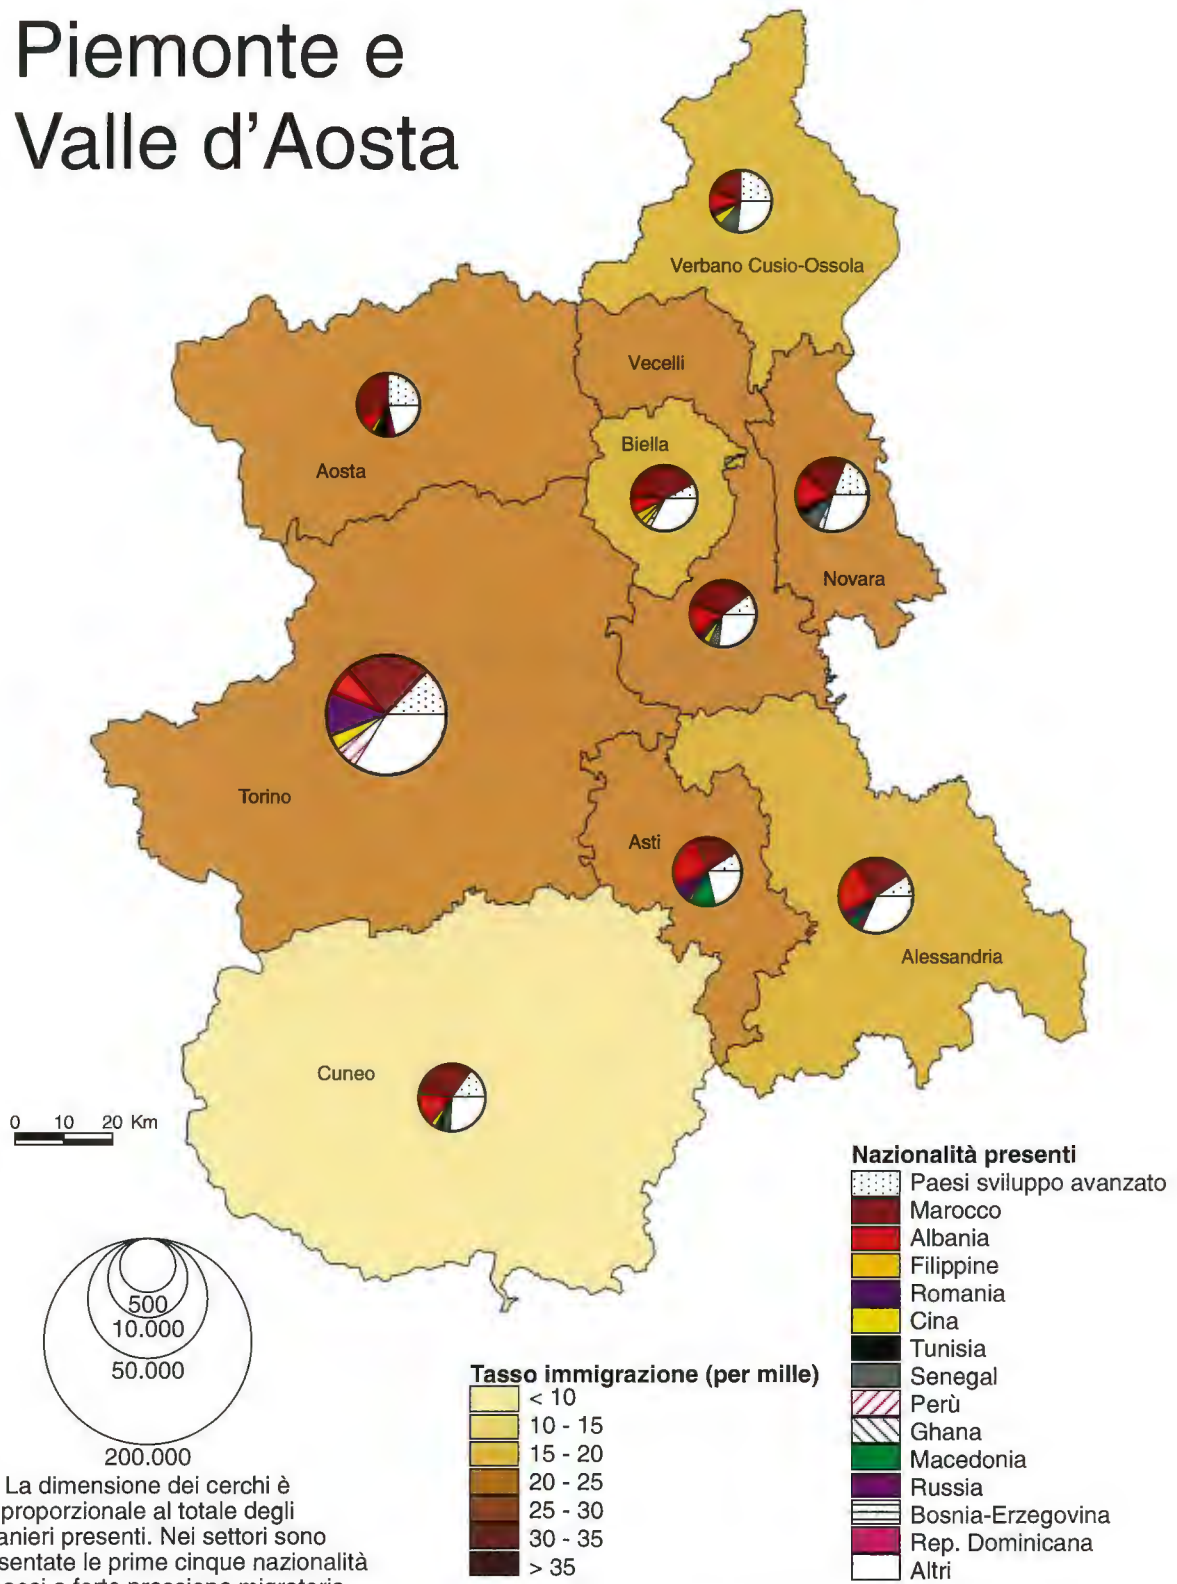 Piemonte e
Valle d'Aosta
Verbano Cusio-Ossola
Vecelli
Biella
Aosta
Novara
Torino
Asti
Alessandria
Cuneo
0 10 20 Km
500
10.000
50.000
200.000
La dimensione dei cerchi è
proporzionale al totale degli
anieri presenti. Nei settori sono
sentate le prime cinque nazionalità
a forte pressione migratoria
Tasso immigrazione (per mille)
< 10
10 - 15
15 - 20
20 - 25
25 - 30
30 - 35
> 35
Nazionalità presenti
Paesi sviluppo avanzato
Marocco
Albania
Filippine
Romania
Cina
Tunisia
Senegal
Perù
Ghana
Macedonia
Russia
Bosnia-Erzegovina
Rep. Dominicana
Altri